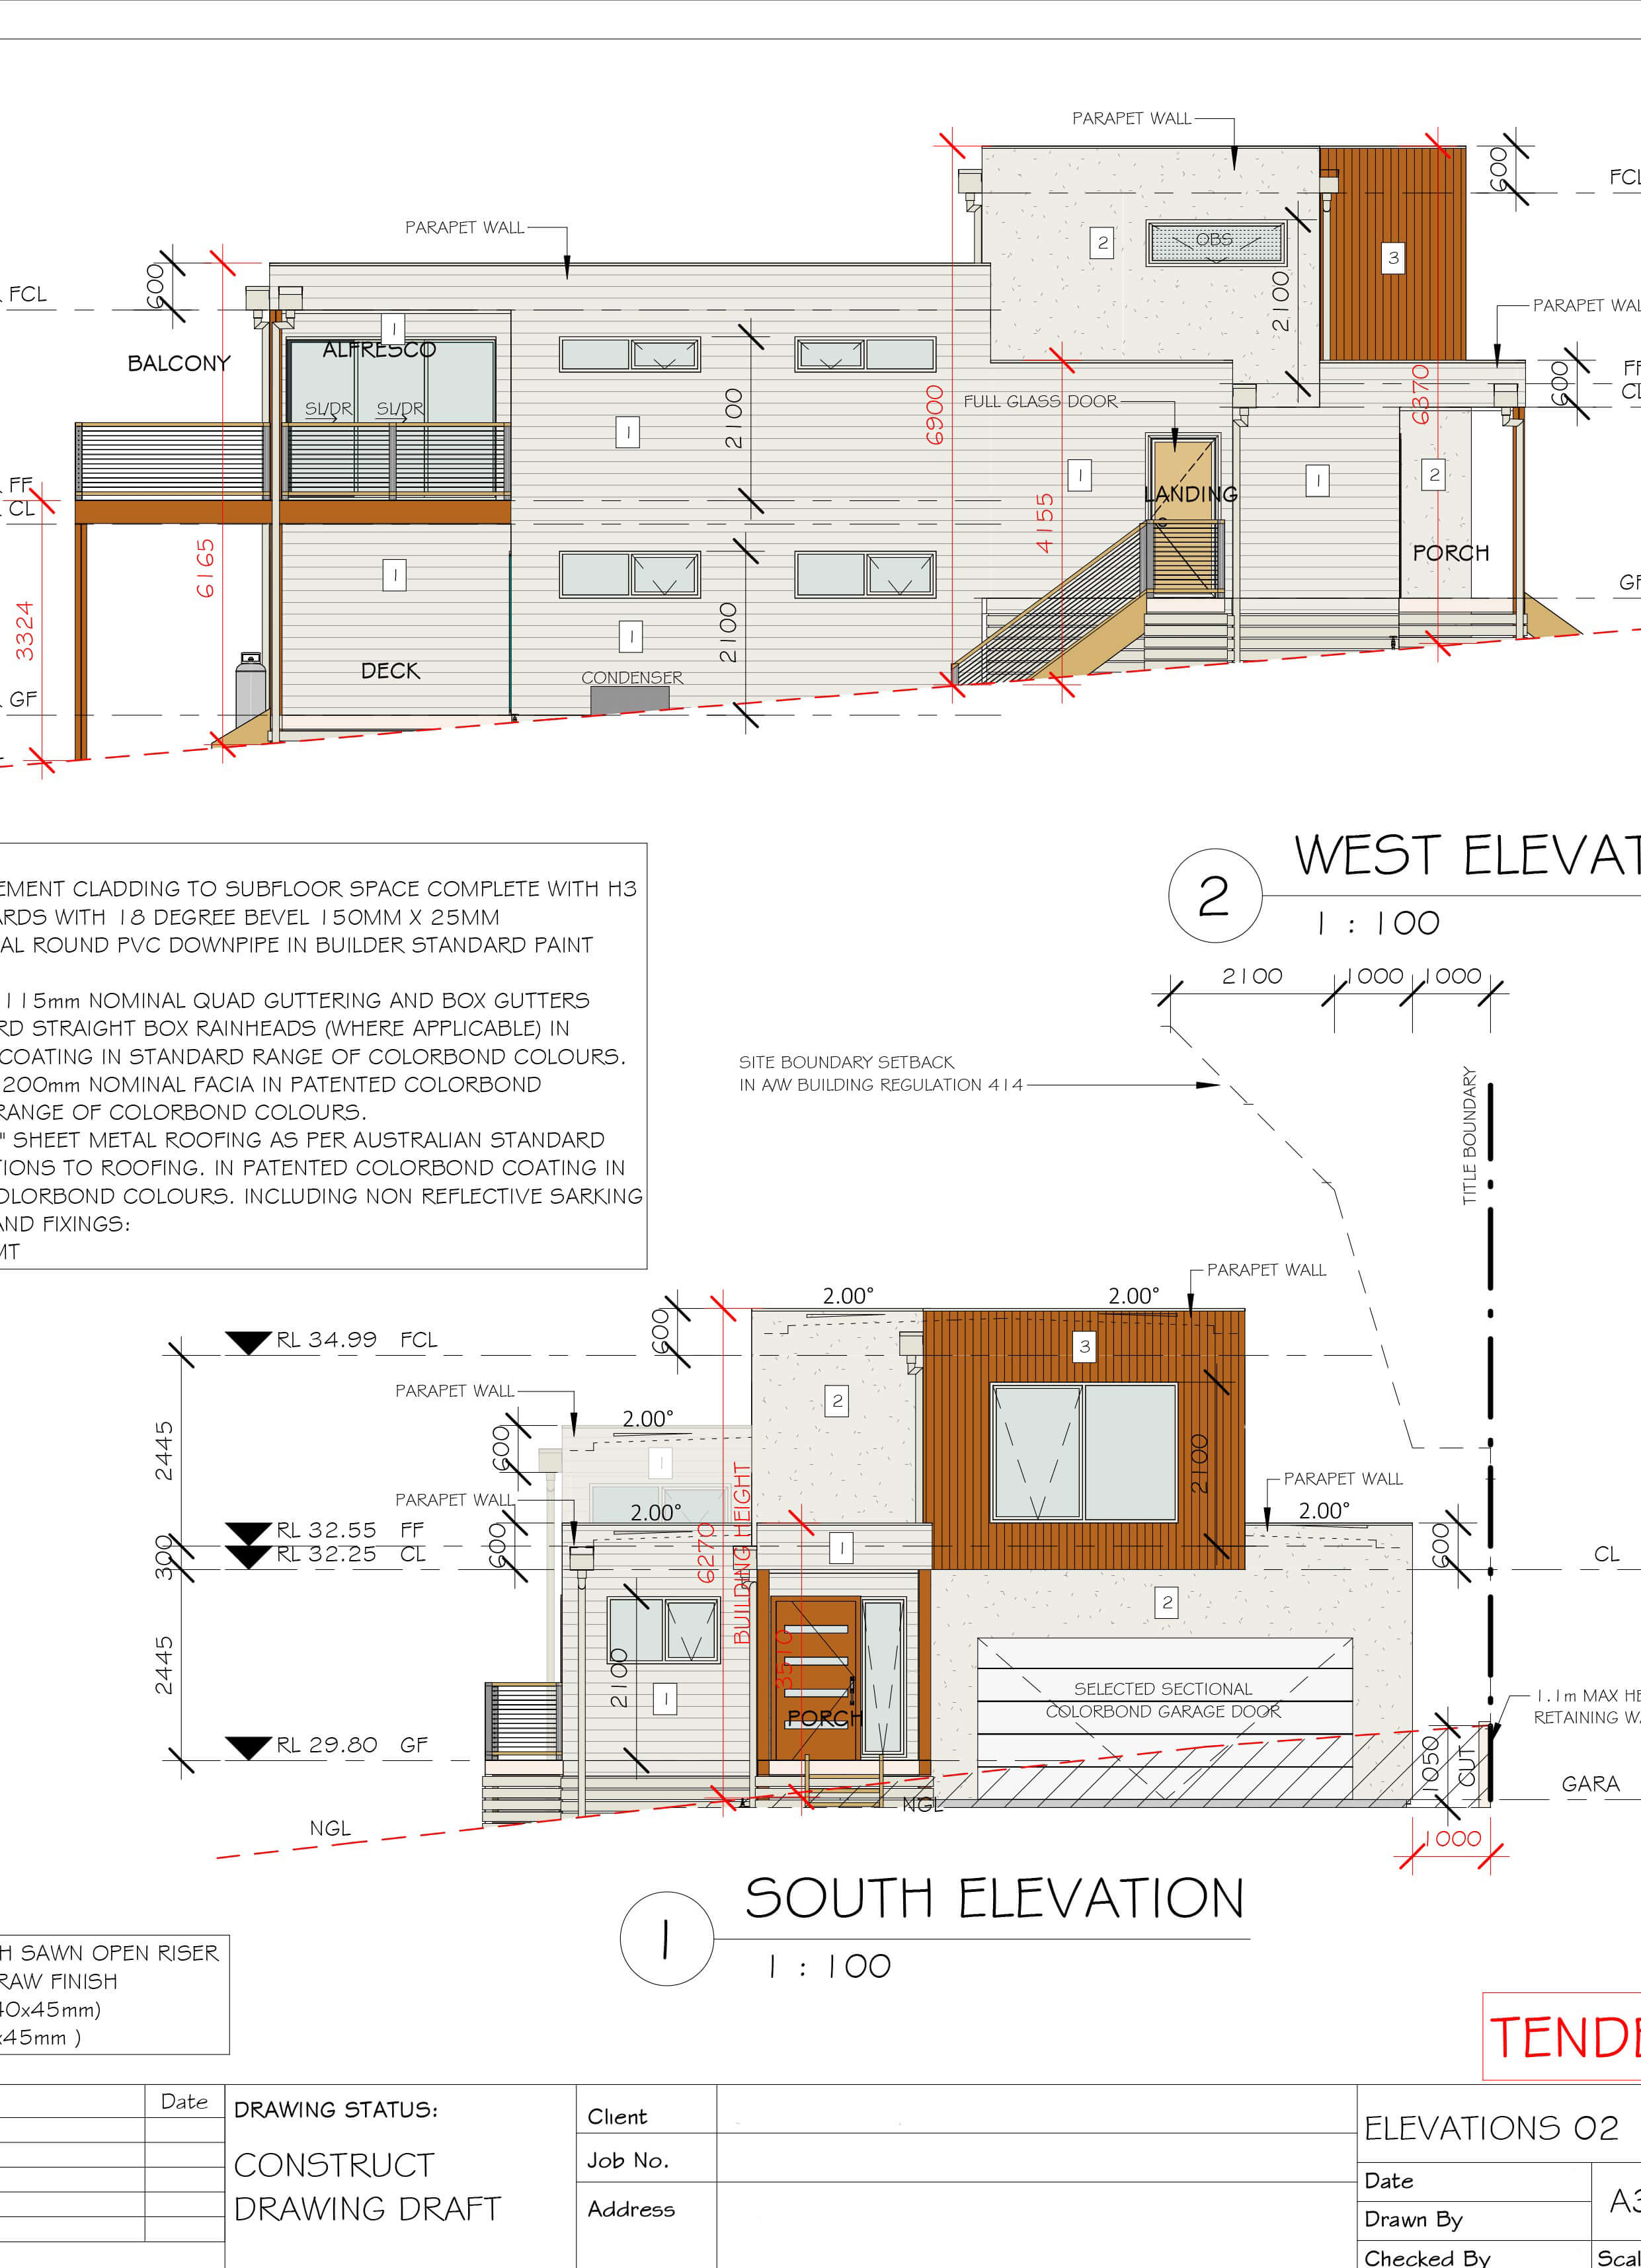 PARAPET WALL
600
FCL
PARAPET WALL
2
OBS
3
600
FCL
2100
PARAPET WAL
1
ALFRESCO
BALCONY
SL/DR
SL/DR
2100
1
6900
FULL GLASS DOOR
6370
600
FF
CL
FF
CL
1
LANDING
1
2
4155
PORCH
6165
1
3324
1
2100
DECK
CONDENSER
GF
GF
2
WEST ELEVAT
1 : 100
EMENT CLADDING TO SUBFLOOR SPACE COMPLETE WITH H3
ARDS WITH 18 DEGREE BEVEL 150MM X 25MM
AL ROUND PVC DOWNPIPE IN BUILDER STANDARD PAINT
115mm NOMINAL QUAD GUTTERING AND BOX GUTTERS
RD STRAIGHT BOX RAINHEADS (WHERE APPLICABLE) IN
COATING IN STANDARD RANGE OF COLORBOND COLOURS.
200mm NOMINAL FACIA IN PATENTED COLORBOND
RANGE OF COLORBOND COLOURS.
" SHEET METAL ROOFING AS PER AUSTRALIAN STANDARD
TIONS TO ROOFING. IN PATENTED COLORBOND COATING IN
OLORBOND COLOURS. INCLUDING NON REFLECTIVE SARKING
AND FIXINGS:
MT
2100 1000 1000
SITE BOUNDARY SETBACK
IN A/W BUILDING REGULATION 414
TITLE BOUNDARY
PARAPET WALL
2.00°
2.00°
600
RL 34.99 FCL
3
PARAPET WALL
2
2.00°
600
2445
1
2100
PARAPET WALL
PARAPET WALL
2.00°
2.00°
RL 32.55 FF
RL 32.25 CL
300
600
6270
BUILDING HEIGHT
1
600
CL
2
2445
2100
1
3510
PORCH
SELECTED SECTIONAL
COLORBOND GARAGE DOOR
1.1m MAX HE
RETAINING WA
RL 29.80 GF
1050
CUT
GARA
NGL
NGL
1000
1
SOUTH ELEVATION
1 : 100
H SAWN OPEN RISER
RAW FINISH
40x45mm)
x45mm )
TENDE
Date
DRAWING STATUS:
CONSTRUCT
DRAWING DRAFT
Client
Job No.
Address
ELEVATIONS 02
Date
A3
Drawn By
Checked By
Scal